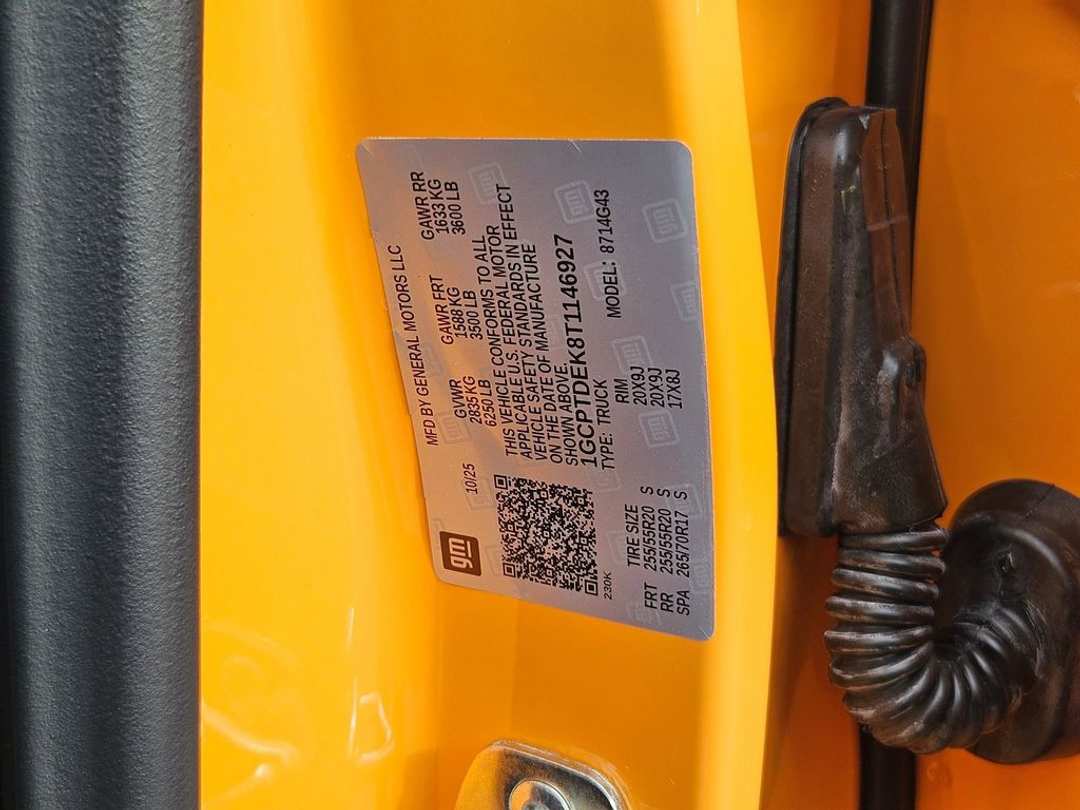 gm
10/25
MFD BY GENERAL MOTORS LLC
GVWR GAWR FRT GAWR RR
2835 KG 1588 KG 1633 KG
6250 LB 3500 LB 3600 LB
THIS VEHICLE CONFORMS TO ALL
APPLICABLE U.S. FEDERAL MOTOR
VEHICLE SAFETY STANDARDS IN EFFECT
ON THE DATE OF MANUFACTURE
SHOWN ABOVE.
1GCPTDEK8T1146927
TYPE: TRUCK MODEL: 8714G43
230K
TIRE SIZE RIM
FRT 255/55R20 S 20X9J
RR 255/55R20 S 20X9J
SPA 265/70R17 S 17X8J